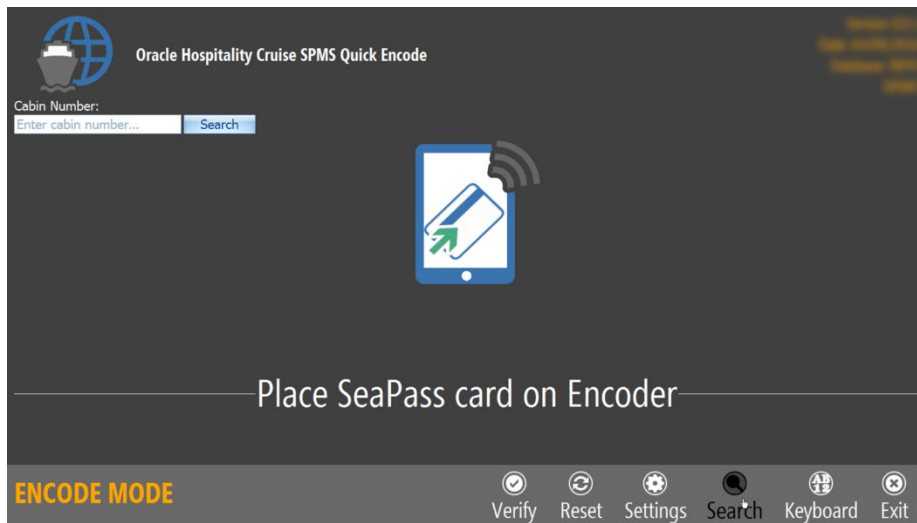 Oracle Hospitality Cruise SPMS Quick Encode
Cabin Number:
Enter cabin number... Search
Place SeaPass card on Encoder
ENCODE MODE
Verify Reset Settings Search Keyboard Exit